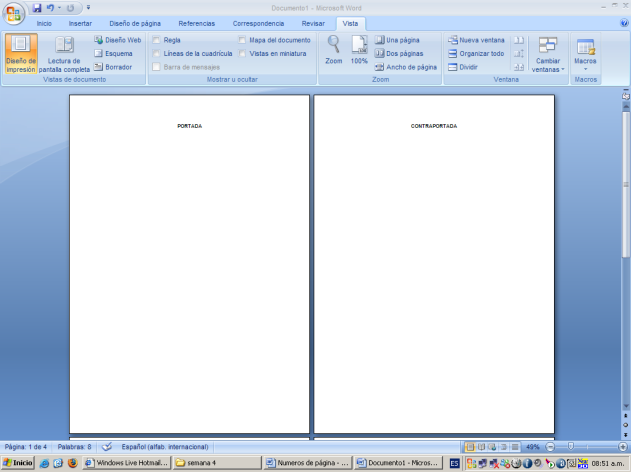 Documento1 - Microsoft Word
Inicio Insertar Diseño de página Referencias Correspondencia Revisar Vista
Diseño de impresión
Lectura de pantalla completa
Diseño Web
Esquema
Borrador
Vistas de documento
Regla
Líneas de la cuadrícula
Barra de mensajes
Mapa del documento
Vistas en miniatura
Mostrar u ocultar
Zoom
100%
Una página
Dos páginas
Ancho de página
Zoom
Nueva ventana
Organizar todo
Dividir
Cambiar ventanas
Ventana
Macros
Macros
PORTADA
CONTRAPORTADA
Página: 1 de 4 Palabras: 8 Español (alfab. internacional) 49%
Inicio Windows Live Hotmail... semana 4 Numeros de página - ... Documento1 - Micros... ES 08:51 a.m.